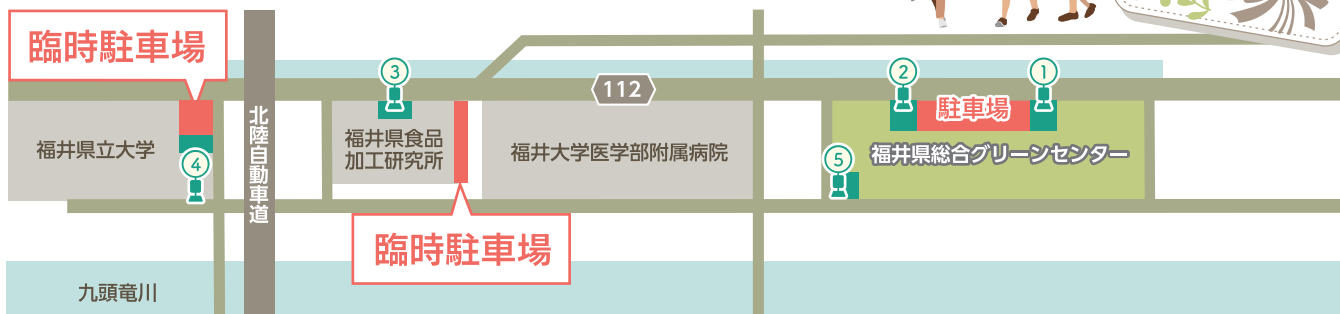 臨時駐車場
3
2
1
112
駐車場
北陸自動車道
福井県立大学
4
福井県食品
加工研究所
福井大学医学部附属病院
5
福井県総合グリーンセンター
臨時駐車場
九頭竜川